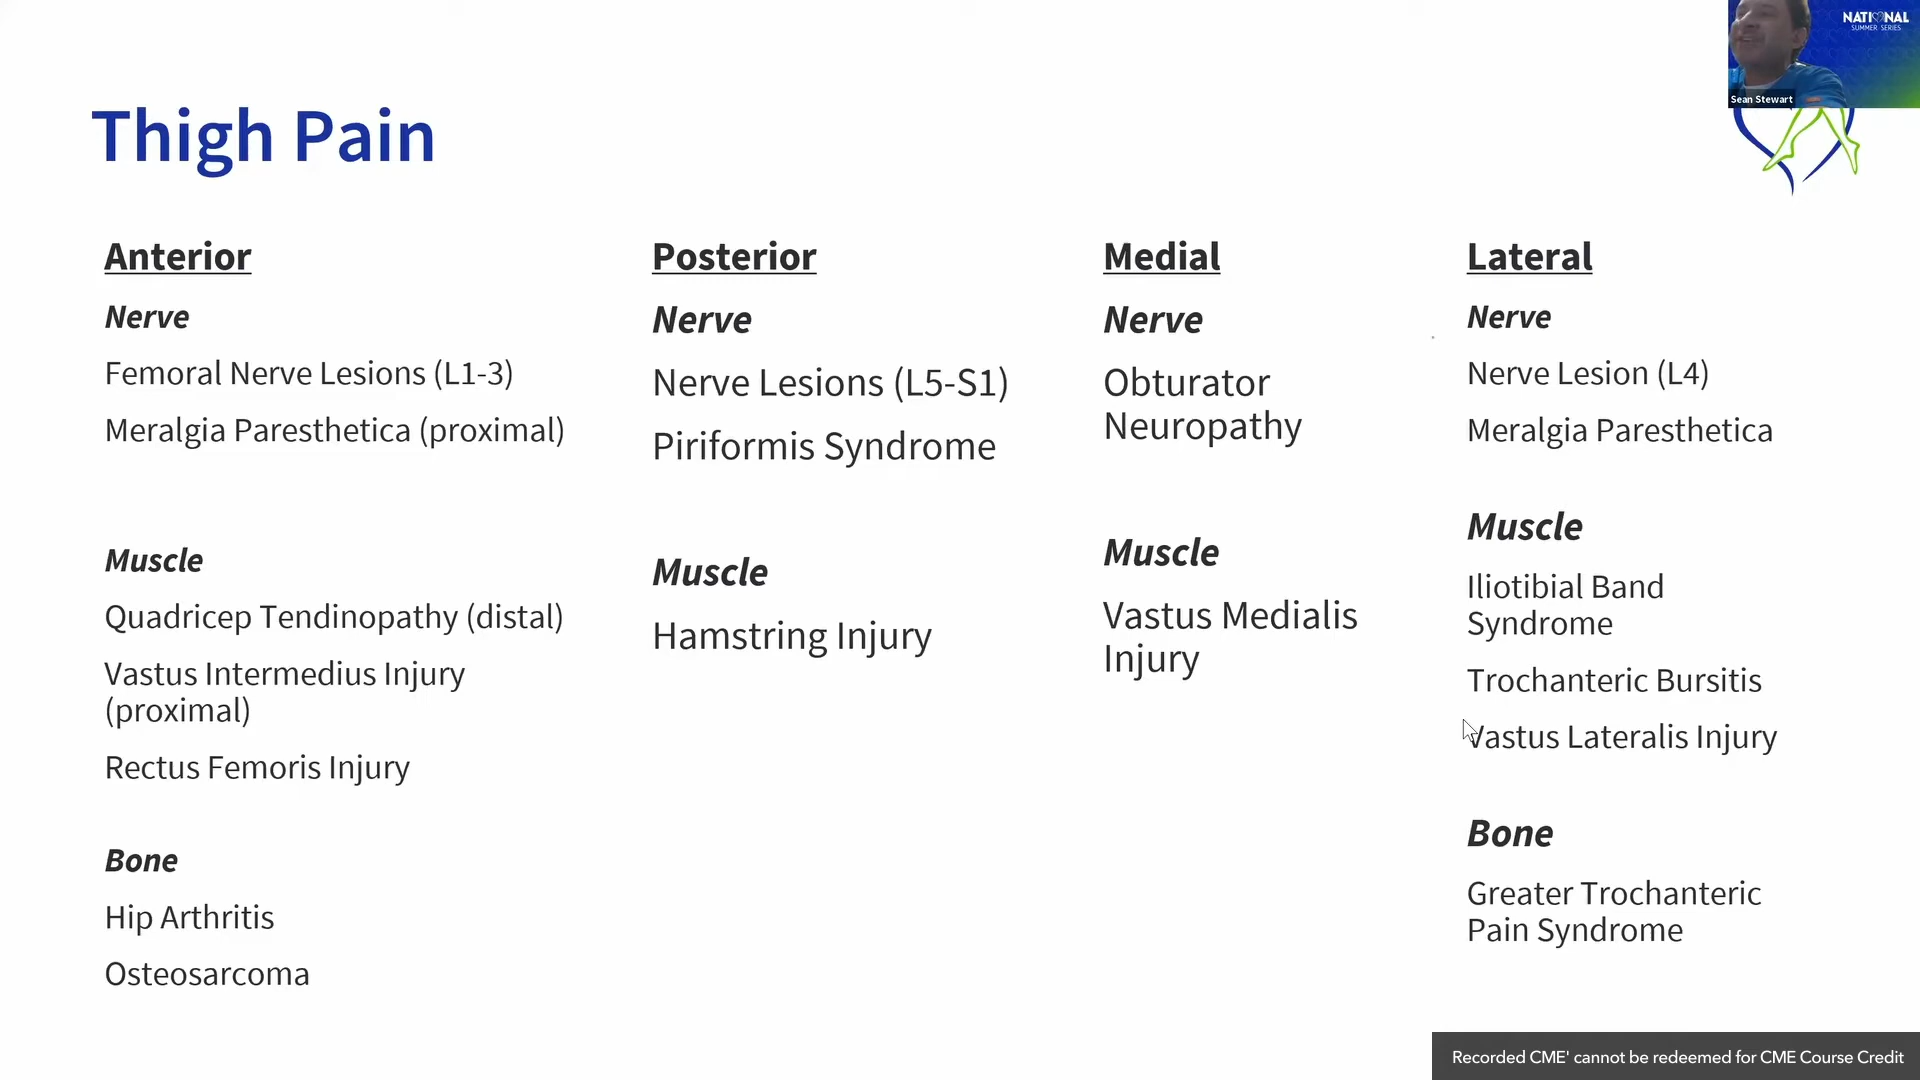 NATIONAL
SUMMER SERIES
Sean Stewart
Thigh Pain
Anterior
Nerve
Femoral Nerve Lesions (L1-3)
Meralgia Paresthetica (proximal)
Muscle
Quadricep Tendinopathy (distal)
Vastus Intermedius Injury
(proximal)
Rectus Femoris Injury
Bone
Hip Arthritis
Osteosarcoma
Posterior
Nerve
Nerve Lesions (L5-S1)
Piriformis Syndrome
Muscle
Hamstring Injury
Medial
Nerve
Obturator
Neuropathy
Muscle
Vastus Medialis
Injury
Lateral
Nerve
Nerve Lesion (L4)
Meralgia Paresthetica
Muscle
Iliotibial Band
Syndrome
Trochanteric Bursitis
Vastus Lateralis Injury
Bone
Greater Trochanteric
Pain Syndrome
Recorded CME' cannot be redeemed for CME Course Credit